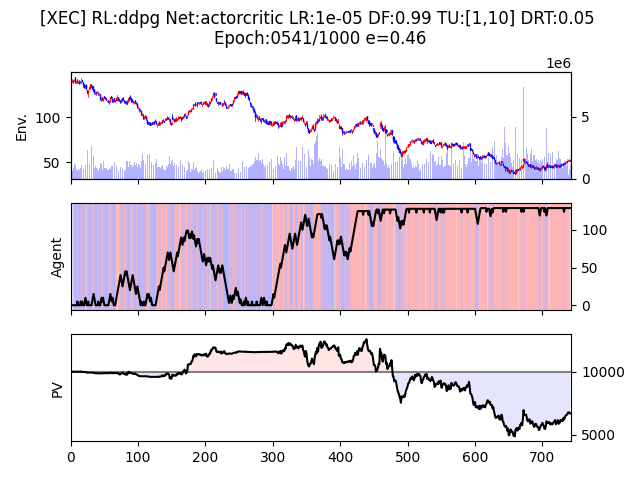 [XEC] RL:ddpg Net:actorcritic LR:1e-05 DF:0.99 TU:[1,10] DRT:0.05
Epoch:0541/1000 e=0.46
1e6
Env.
100
50
5
0
Agent
100
50
0
PV
10000
5000
0 100 200 300 400 500 600 700